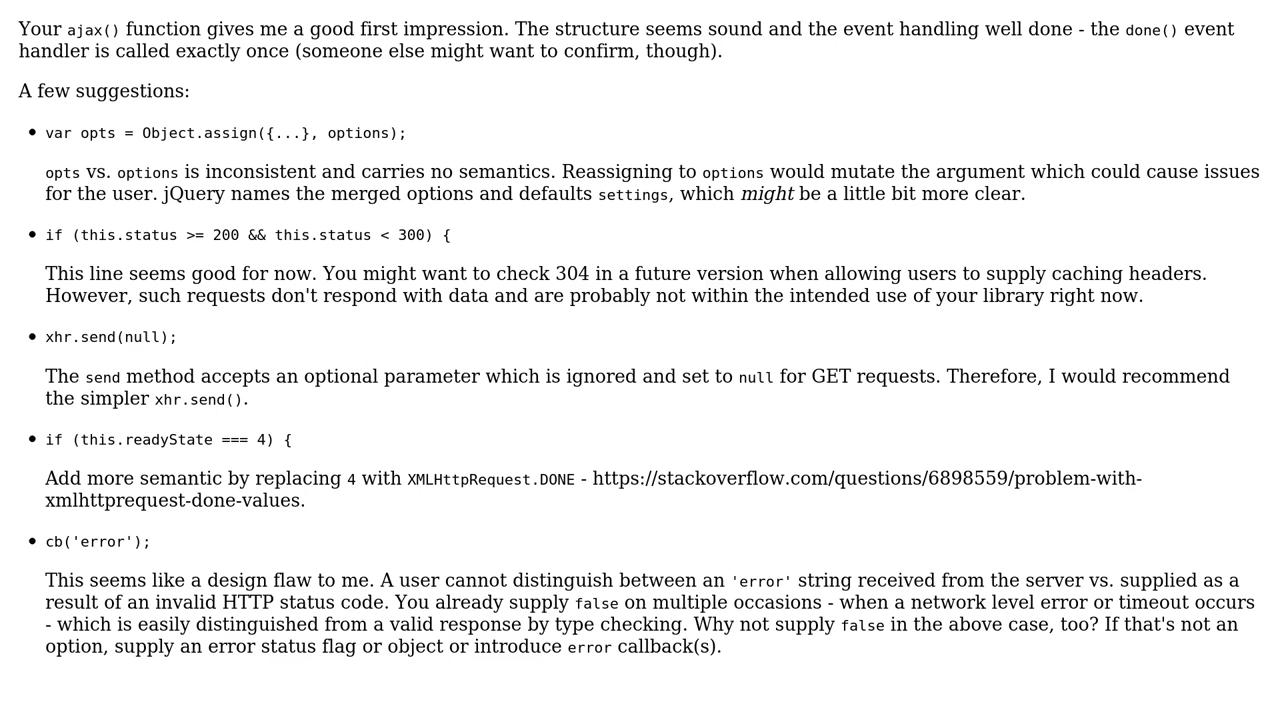 Your ajax() function gives me a good first impression. The structure seems sound and the event handling well done - the done() event
handler is called exactly once (someone else might want to confirm, though).
A few suggestions:
• var opts = Object.assign({...}, options);
opts vs. options is inconsistent and carries no semantics. Reassigning to options would mutate the argument which could cause issues
for the user. jQuery names the merged options and defaults settings, which might be a little bit more clear.
• if (this.status >= 200 && this.status < 300) {
This line seems good for now. You might want to check 304 in a future version when allowing users to supply caching headers.
However, such requests don't respond with data and are probably not within the intended use of your library right now.
• xhr.send(null);
The send method accepts an optional parameter which is ignored and set to null for GET requests. Therefore, I would recommend
the simpler xhr.send().
• if (this.readyState === 4) {
Add more semantic by replacing 4 with XMLHttpRequest.DONE - https://stackoverflow.com/questions/6898559/problem-with-
xmlhttprequest-done-values.
• cb('error');
This seems like a design flaw to me. A user cannot distinguish between an 'error' string received from the server vs. supplied as a
result of an invalid HTTP status code. You already supply false on multiple occasions - when a network level error or timeout occurs
- which is easily distinguished from a valid response by type checking. Why not supply false in the above case, too? If that's not an
option, supply an error status flag or object or introduce error callback(s).